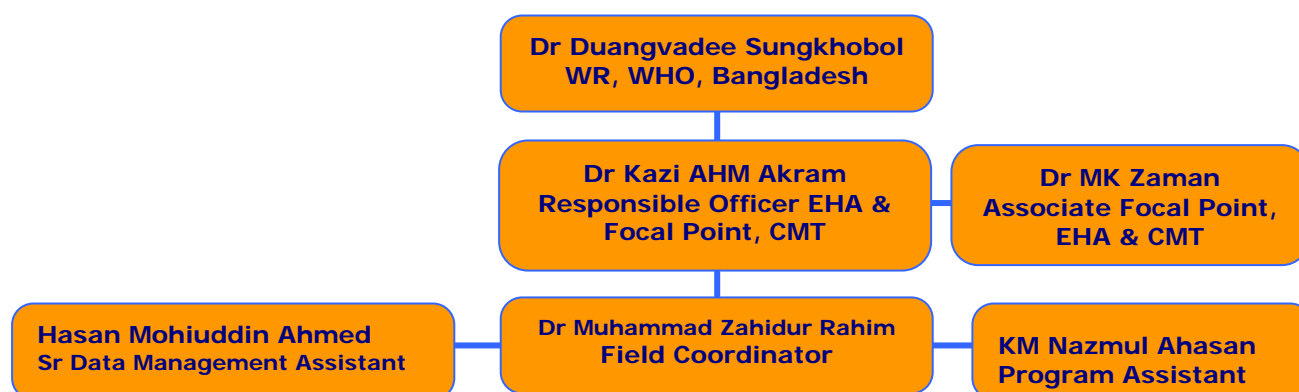 Dr Duangvadee Sungkhobol
WR, WHO, Bangladesh
Dr Kazi AHM Akram
Responsible Officer EHA &
Focal Point, CMT
Dr MK Zaman
Associate Focal Point,
EHA & CMT
Hasan Mohiuddin Ahmed
Sr Data Management Assistant
Dr Muhammad Zahidur Rahim
Field Coordinator
KM Nazmul Ahasan
Program Assistant